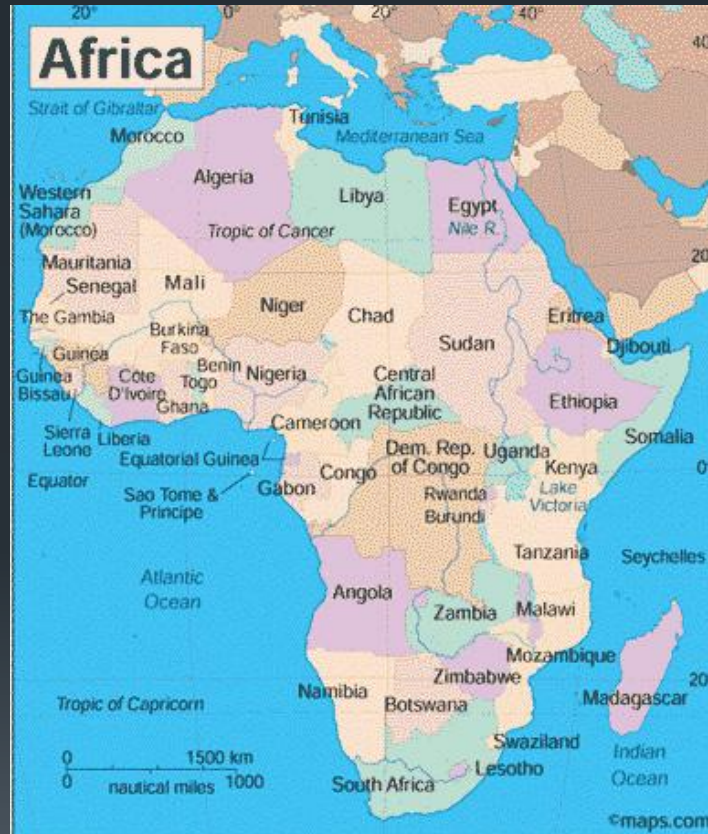 20°
0°
20°
40°
40
Africa
Strait of Gibraltar
Tunisia
Mediterranean Sea
Morocco
Algeria
Libya
Egypt
Nile R.
Western
Sahara
(Morocco)
Tropic of Cancer
20
Mauritania
Senegal
Mali
Niger
Chad
Sudan
Eritrea
The Gambia
Burkina
Faso
Djibouti
Guinea
Guinea
Bissau
Côte
D'Ivoire
Benin
Togo
Ghana
Nigeria
Central
African
Republic
Ethiopia
Somalia
Sierra
Leone
Liberia
Cameroon
Equatorial Guinea
Dem. Rep.
of Congo
Uganda
Kenya
Equator
Sao Tome &
Principe
Gabon
Congo
Rwanda
Burundi
Lake
Victoria
0°
Tanzania
Seychelles
Atlantic
Ocean
Angola
Zambia
Malawi
Mozambique
Zimbabwe
Namibia
Botswana
Madagascar
20
Tropic of Capricorn
Swaziland
Lesotho
South Africa
Indian
Ocean
0 1500 km
0 nautical miles 1000
©maps.com